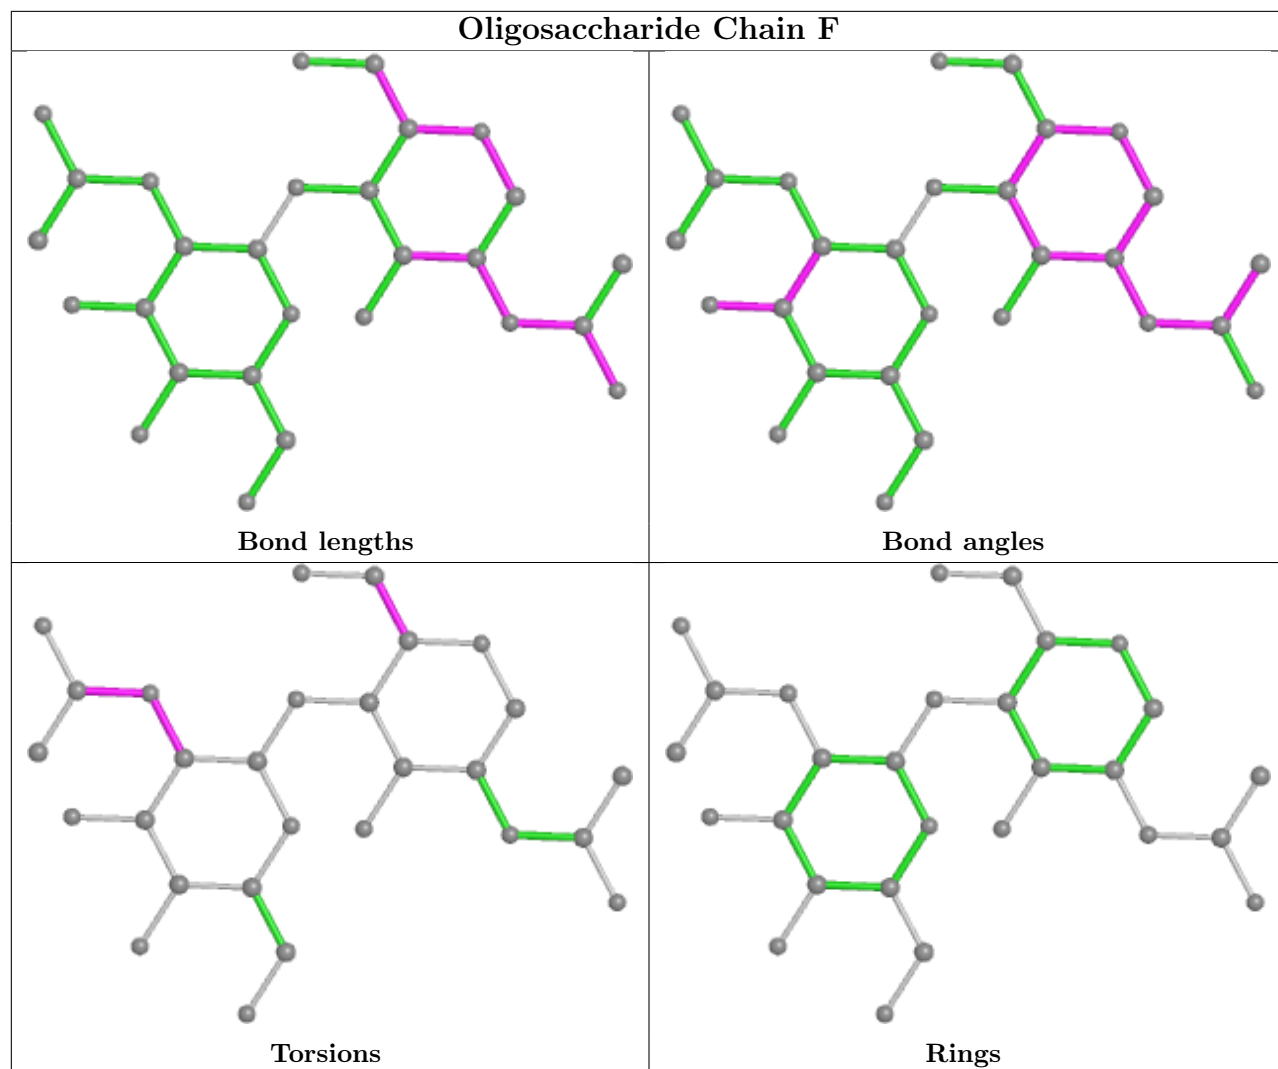 Oligosaccharide Chain F
Bond lengths
Bond angles
Torsions
Rings